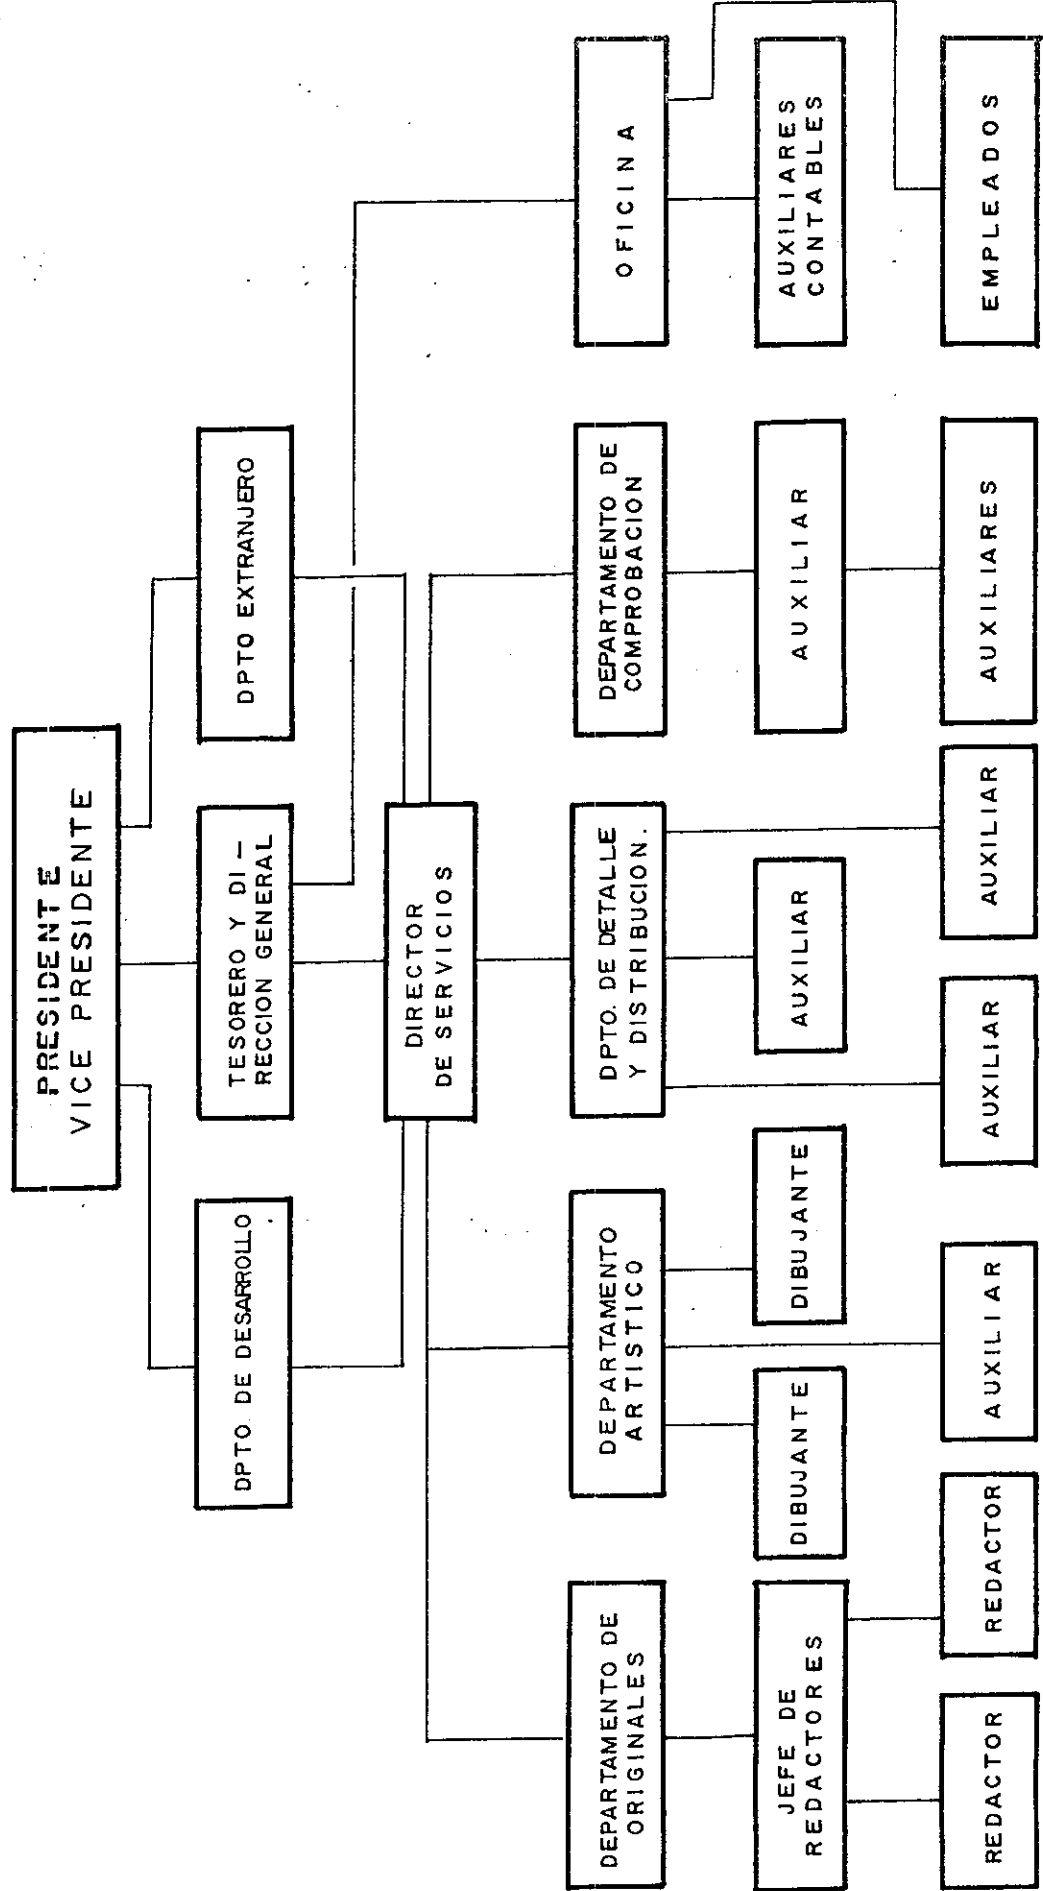 PRESIDENTE
VICE PRESIDENTE
DPTO. DE DESARROLLO
TESORERO Y DI-
RECCION GENERAL
DPTO EXTRANJERO
DIRECTOR
DE SERVICIOS
DEPARTAMENTO DE
ORIGINALES
DEPARTAMENTO
ARTISTICO
DPTO. DE DETALLE
Y DISTRIBUCION.
DEPARTAMENTO DE
COMPROBACION
OFICINA
JEFE DE
REDACTORES
DIBUJANTE
DIBUJANTE
AUXILIAR
AUXILIAR
AUXILIARES
CONTABLES
REDACTOR
REDACTOR
AUXILIAR
AUXILIAR
AUXILIAR
AUXILIARES
EMPLEADOS